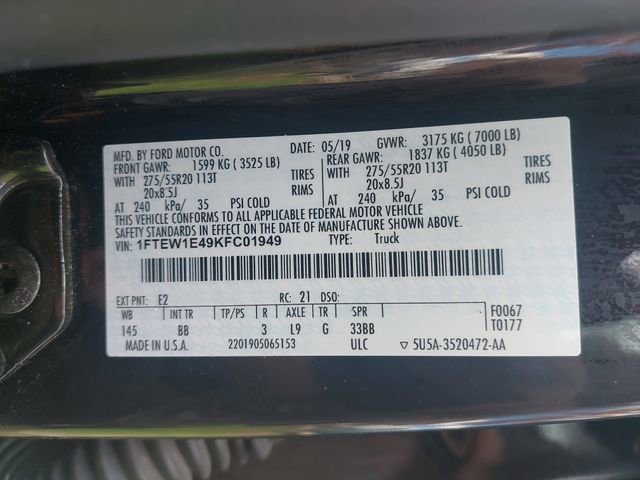 MFD. BY FORD MOTOR CO. DATE: 05/19 GVWR: 3175 KG ( 7000 LB)
FRONT GAWR: 1599 KG ( 3525 LB) REAR GAWR: 1837 KG ( 4050 LB)
WITH 275/55R20 113T TIRES WITH 275/55R20 113T TIRES
20x8.5J RIMS 20x8.5J RIMS
AT 240 kPa/ 35 PSI COLD AT 240 kPa/ 35 PSI COLD
THIS VEHICLE CONFORMS TO ALL APPLICABLE FEDERAL MOTOR VEHICLE
SAFETY STANDARDS IN EFFECT ON THE DATE OF MANUFACTURE SHOWN ABOVE.
VIN: 1FTEW1E49KFC01949 TYPE: Truck
EXT PNT: E2 RC: 21 DSO:
WB INT TR TP/PS R AXLE TR SPR F0067
145 BB 3 L9 G 33BB T0177
MADE IN U.S.A. 2201905065153 ULC ▽ 5U5A-3520472-AA